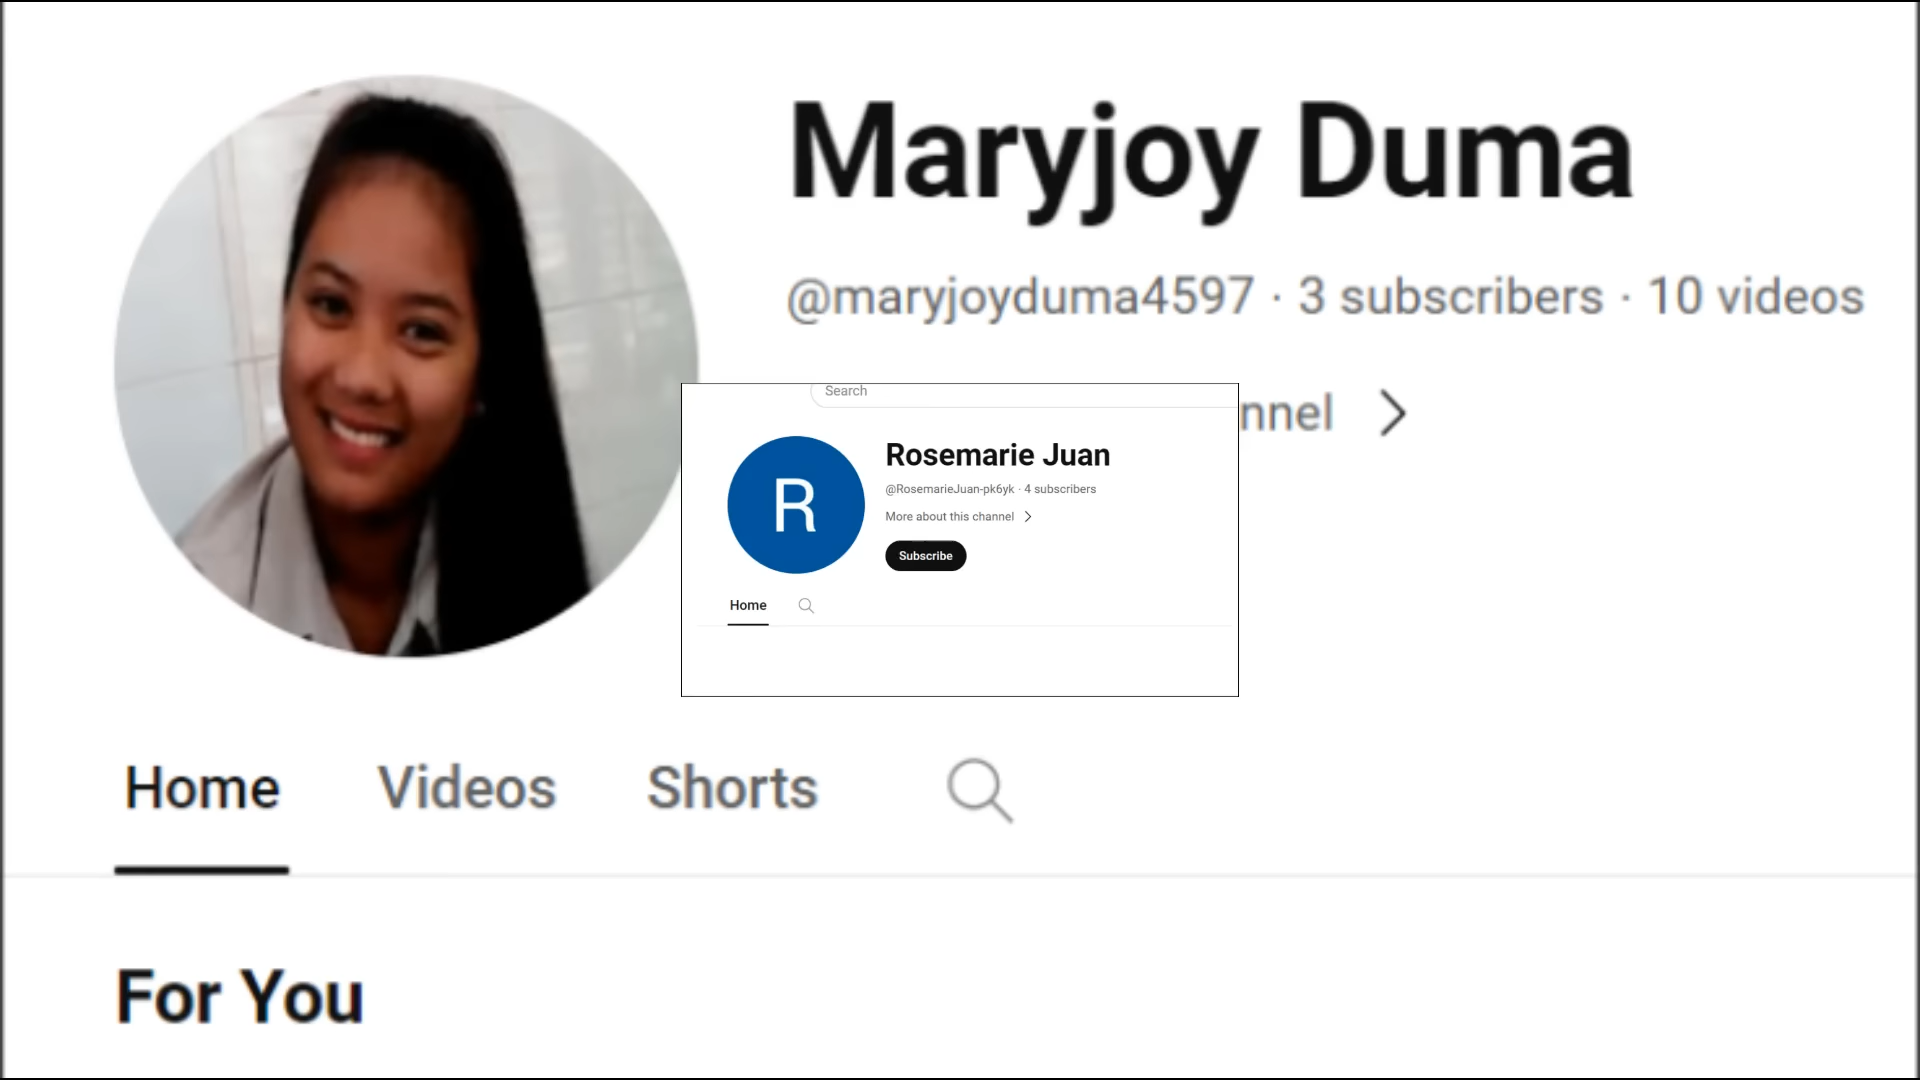 Maryjoy Duma
@maryjoyduma4597 · 3 subscribers · 10 videos
nnel
Search
R
Rosemarie Juan
@RosemarieJuan-pk6yk · 4 subscribers
More about this channel
Subscribe
Home
Home Videos Shorts
For You